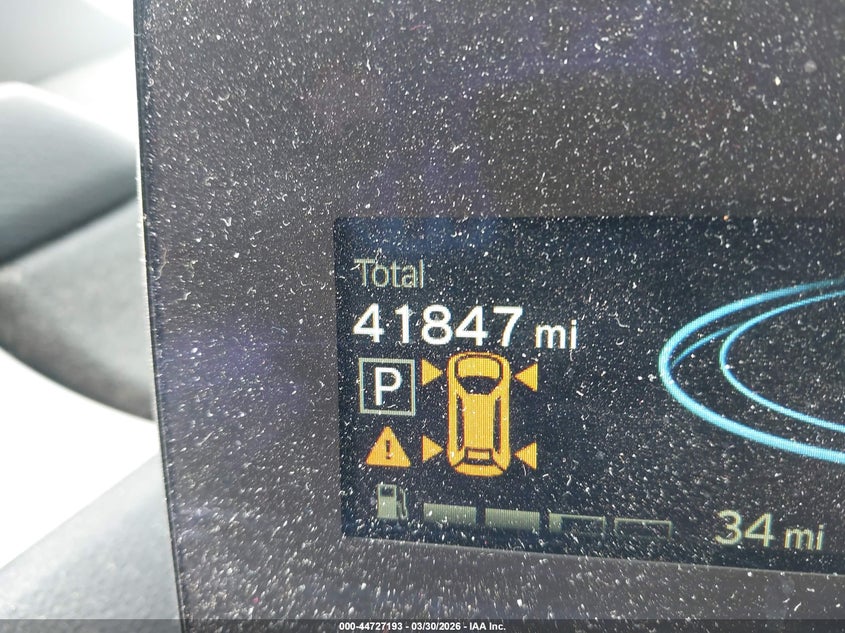 Total
41847 mi
P
34 mi
000-44727193 - 03/30/2026 - IAA Inc.